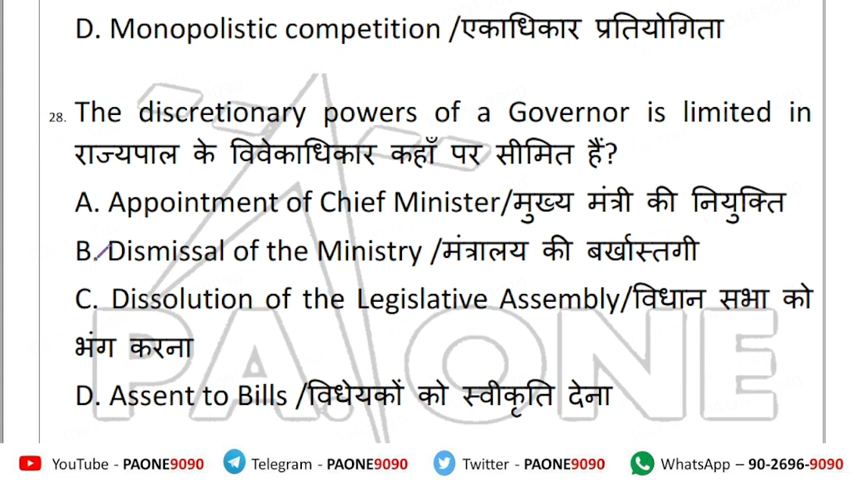 D. Monopolistic competition /एकाधिकार प्रतियोगिता
28. The discretionary powers of a Governor is limited in
राज्यपाल के विवेकाधिकार कहाँ पर सीमित हैं?
A. Appointment of Chief Minister/मुख्य मंत्री की नियुक्ति
B. Dismissal of the Ministry /मंत्रालय की बर्खास्तगी
C. Dissolution of the Legislative Assembly/विधान सभा को
भंग करना
D. Assent to Bills /विधेयकों को स्वीकृति देना
PA ONE
YouTube - PAONE9090 Telegram - PAONE9090 Twitter - PAONE9090 WhatsApp – 90-2696-9090